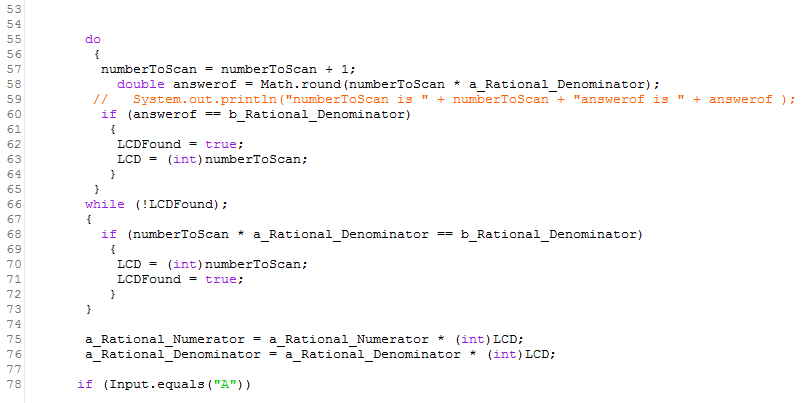 53
54
55 do
56 {
57 numberToScan = numberToScan + 1;
58 double answerof = Math.round(numberToScan * a_Rational_Denominator);
59 // System.out.println("numberToScan is " + numberToScan + "answerof is " + answerof );
60 if (answerof == b_Rational_Denominator)
61 {
62 LCDFound = true;
63 LCD = (int)numberToScan;
64 }
65 }
66 while (!LCDFound);
67 {
68 if (numberToScan * a_Rational_Denominator == b_Rational_Denominator)
69 {
70 LCD = (int)numberToScan;
71 LCDFound = true;
72 }
73 }
74
75 a_Rational_Numerator = a_Rational_Numerator * (int)LCD;
76 a_Rational_Denominator = a_Rational_Denominator * (int)LCD;
77
78 if (Input.equals("A"))